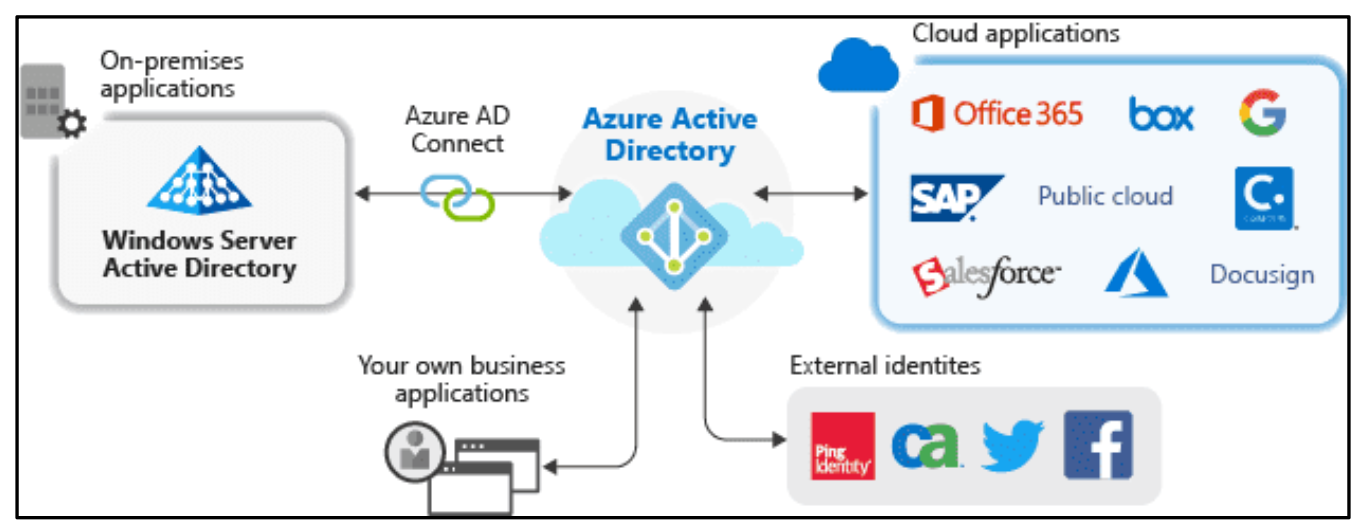 On-premises
applications
Windows Server
Active Directory
Azure AD
Connect
Azure Active
Directory
Cloud applications
Office 365
box
G
SAP
Public cloud
C.
salesforce
Docusign
Your own business
applications
External identites
Ping
Identity
ca
f